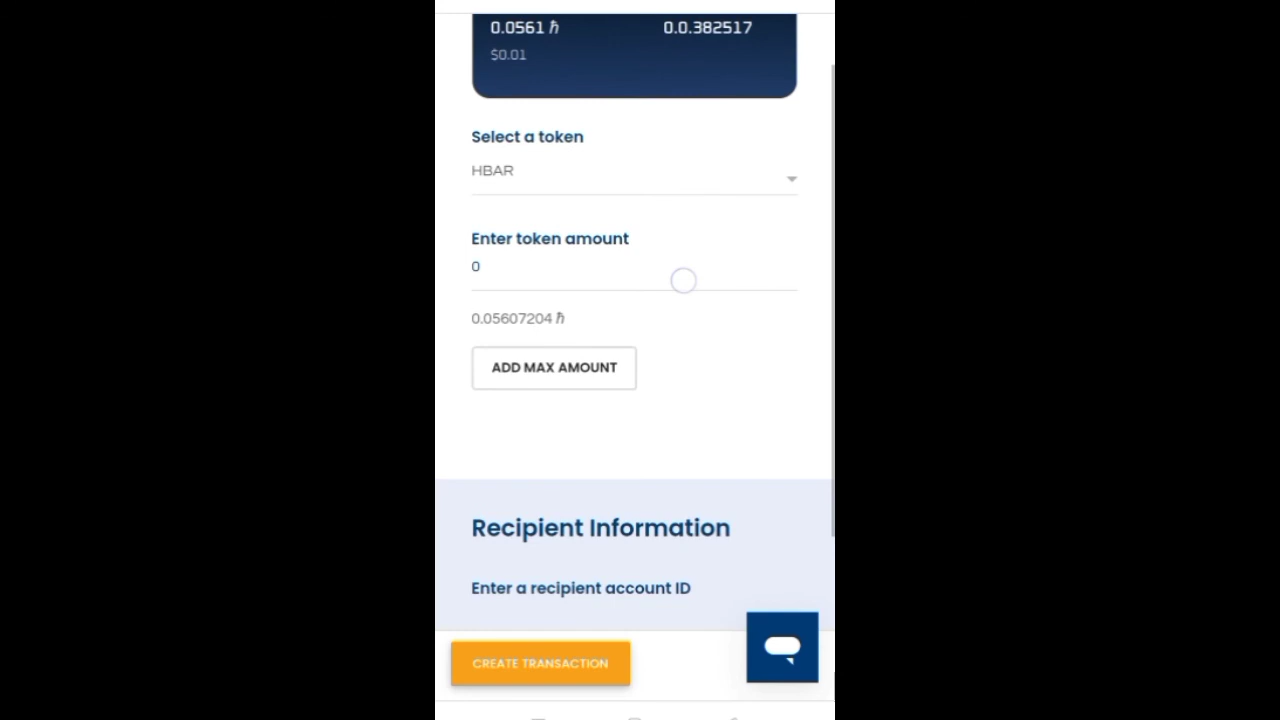 0.0561 ℏ 0.0.382517
$0.01
Select a token
HBAR
Enter token amount
0
0.05607204 ℏ
ADD MAX AMOUNT
Recipient Information
Enter a recipient account ID
CREATE TRANSACTION